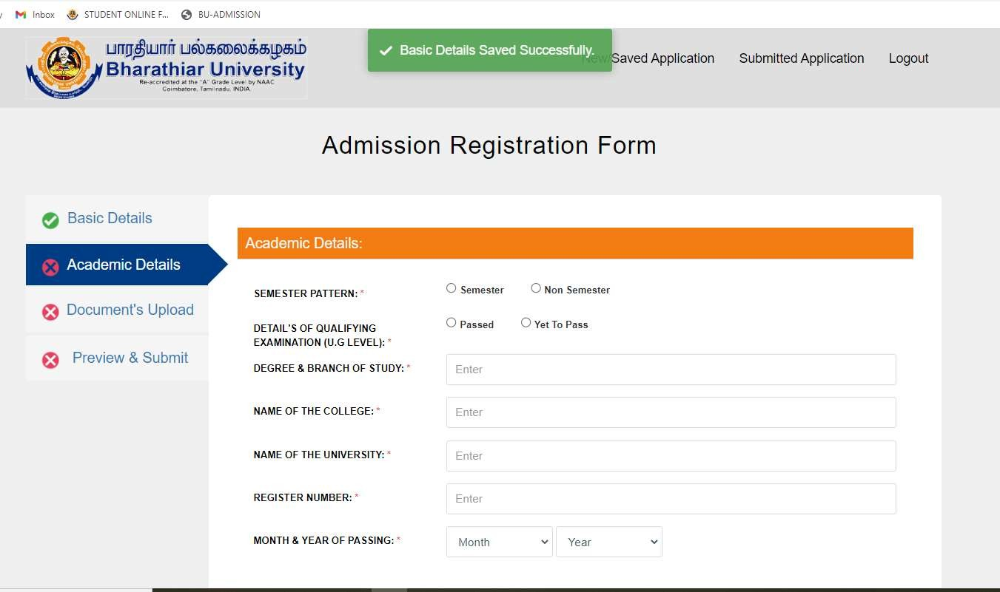 Inbox
STUDENT ONLINE F...
BU-ADMISSION
பாரதியார் பல்கலைக்கழகம்
Bharathiar University
Re-accredited at the "A" Grade Level by NAAC
Coimbatore, Tamilnadu, INDIA.
Basic Details Saved Successfully.
New/Saved Application
Submitted Application
Logout
Admission Registration Form
Basic Details
Academic Details
Document's Upload
Preview & Submit
Academic Details:
SEMESTER PATTERN: *
Semester
Non Semester
DETAIL'S OF QUALIFYING
EXAMINATION (U.G LEVEL): *
Passed
Yet To Pass
DEGREE & BRANCH OF STUDY: *
Enter
NAME OF THE COLLEGE: *
Enter
NAME OF THE UNIVERSITY: *
Enter
REGISTER NUMBER: *
Enter
MONTH & YEAR OF PASSING: *
Month
Year